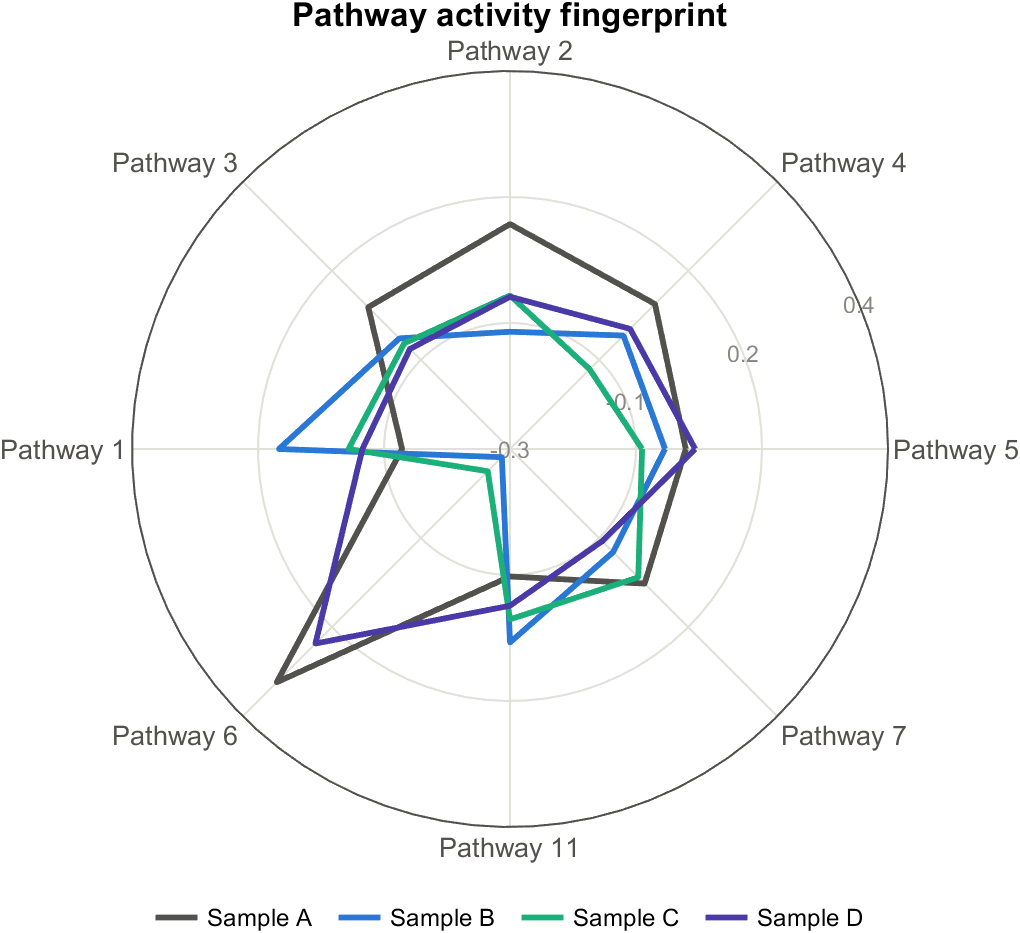 Pathway activity fingerprint
Pathway 2
Pathway 3
Pathway 4
0.4
0.2
-0.1
Pathway 1
-0.3
Pathway 5
Pathway 6
Pathway 7
Pathway 11
Sample A
Sample B
Sample C
Sample D